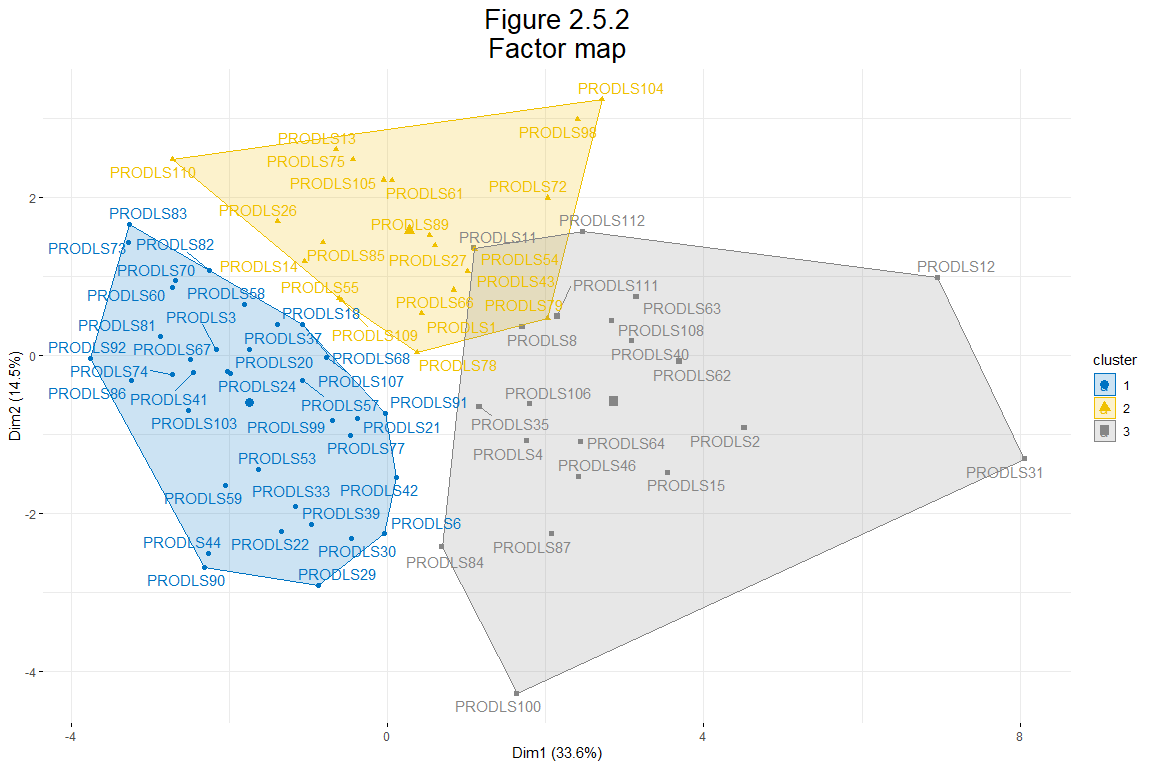 Figure 2.5.2
Factor map
PRODLS104
PRODLS98
PRODLS13
PRODLS75
PRODLS110
PRODLS105
PRODLS61
PRODLS72
PRODLS26
PRODLS83
PRODLS89
PRODLS112
PRODLS11
PRODLS73
PRODLS82
PRODLS85
PRODLS27
PRODLS54
PRODLS14
PRODLS12
PRODLS70
PRODLS43
PRODLS55
PRODLS111
PRODLS60
PRODLS58
PRODLS66
PRODLS79
PRODLS63
PRODLS18
PRODLS3
PRODLS81
PRODLS1
PRODLS108
PRODLS109
PRODLS37
PRODLS8
PRODLS92
PRODLS67
PRODLS68
PRODLS40
PRODLS20
PRODLS78
PRODLS74
PRODLS62
PRODLS107
PRODLS24
PRODLS86
PRODLS41
PRODLS106
PRODLS57
PRODLS91
PRODLS103
PRODLS99
PRODLS21
PRODLS35
PRODLS2
PRODLS64
PRODLS77
PRODLS4
PRODLS53
PRODLS46
PRODLS31
PRODLS33
PRODLS42
PRODLS15
PRODLS59
PRODLS39
PRODLS6
PRODLS44
PRODLS22
PRODLS30
PRODLS87
PRODLS84
PRODLS90
PRODLS29
PRODLS100
2
0
-2
-4
Dim2 (14.5%)
-4
0
4
8
Dim1 (33.6%)
cluster
1
2
3